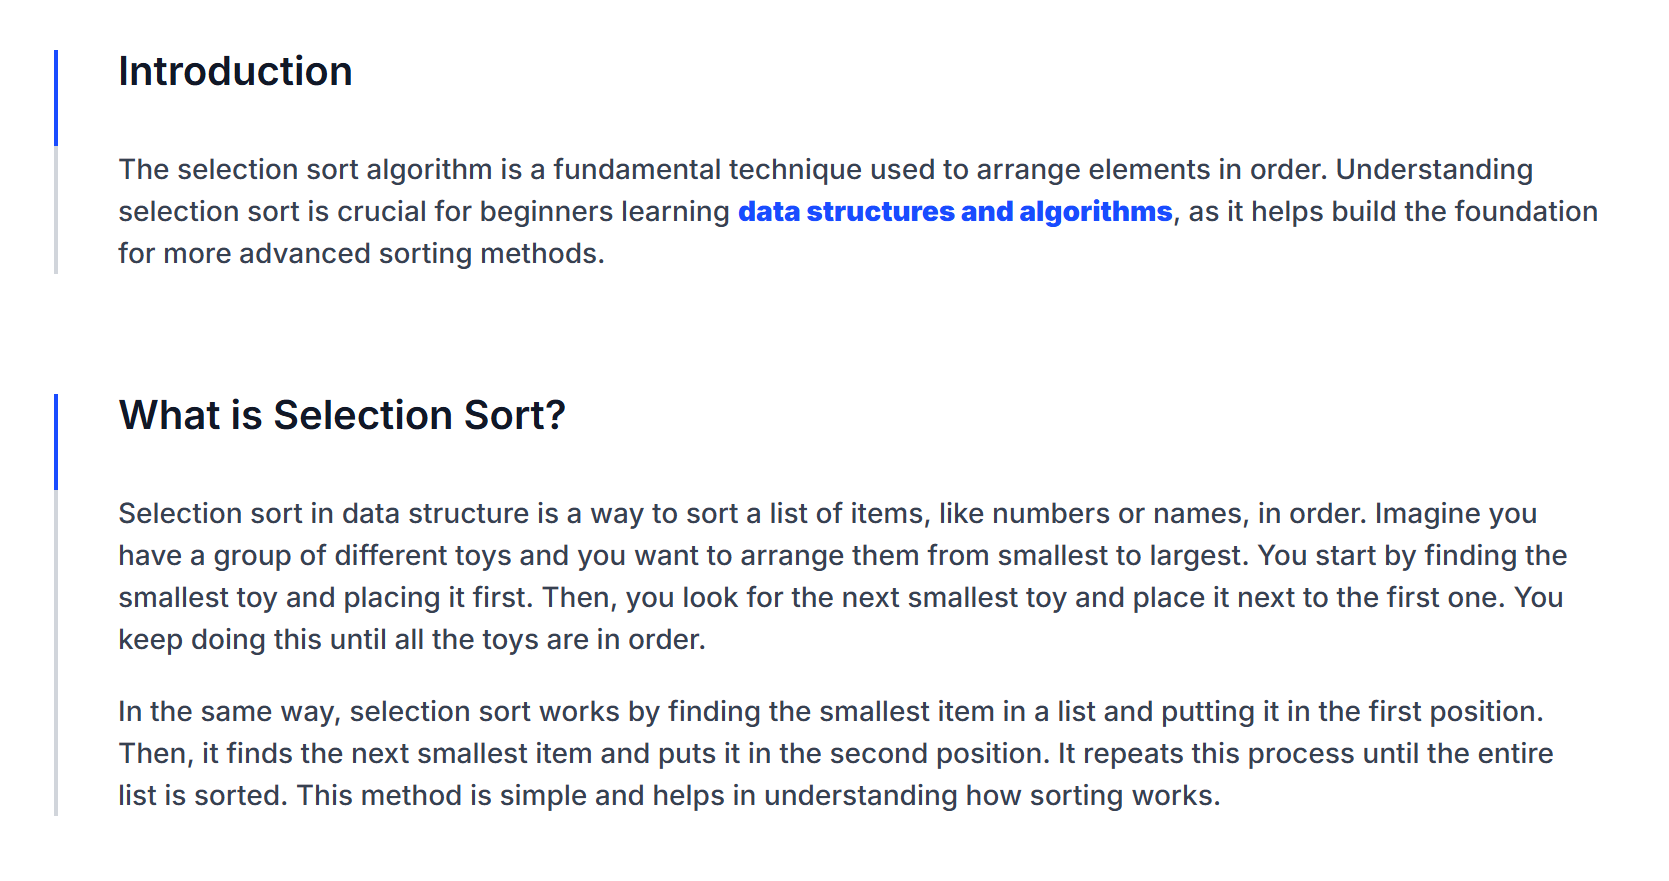 Introduction
The selection sort algorithm is a fundamental technique used to arrange elements in order. Understanding
selection sort is crucial for beginners learning data structures and algorithms, as it helps build the foundation
for more advanced sorting methods.
What is Selection Sort?
Selection sort in data structure is a way to sort a list of items, like numbers or names, in order. Imagine you
have a group of different toys and you want to arrange them from smallest to largest. You start by finding the
smallest toy and placing it first. Then, you look for the next smallest toy and place it next to the first one. You
keep doing this until all the toys are in order.
In the same way, selection sort works by finding the smallest item in a list and putting it in the first position.
Then, it finds the next smallest item and puts it in the second position. It repeats this process until the entire
list is sorted. This method is simple and helps in understanding how sorting works.